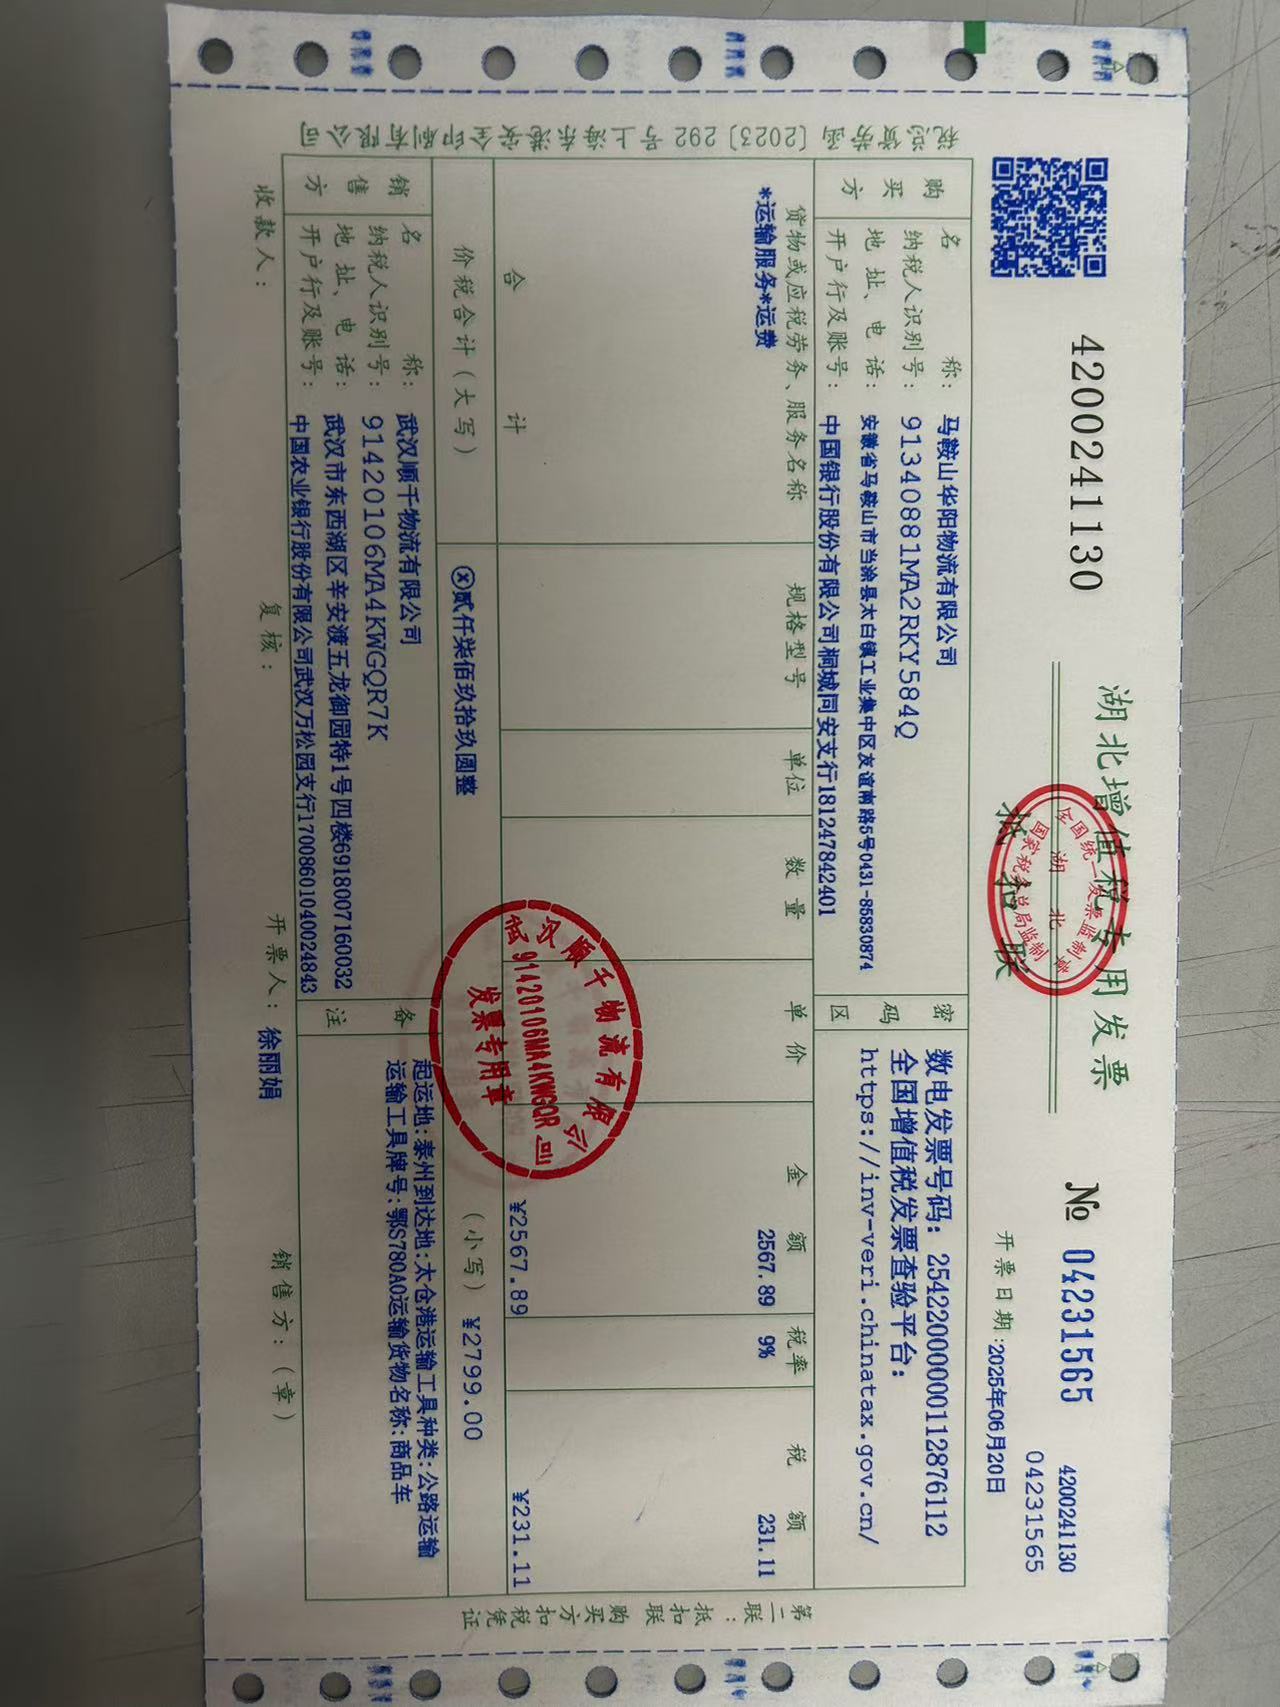 4200241130
湖北增值税专用发票
抵扣联
全国统一发票监制章
湖北
国家税务总局监制
№ 04231565
4200241130
04231565
开票日期:2025年06月20日
税总货劳函〔2023〕292号上海东港安全印刷有限公司
购买方
名称:马鞍山华阳物流有限公司
纳税人识别号:91340881MA2RKY584Q
地址、电话:安徽省马鞍山市当涂县太白镇工业集中区友谊南路5号0431-85830874
开户行及账号:中国银行股份有限公司桐城同安支行181247842401
密码区
数电发票号码:25422000000112876112
全国增值税发票查验平台:
https://inv-veri.chinatax.gov.cn/
货物或应税劳务、服务名称 规格型号 单位 数量 单价 金额 税率 税额
*运输服务*运费 2567.89 9% 231.11
合计 ¥2567.89 ¥231.11
价税合计(大写) ⓧ贰仟柒佰玖拾玖圆整 (小写) ¥2799.00
销售方
名称:武汉顺千物流有限公司
纳税人识别号:91420106MA4KWGQR7K
地址、电话:武汉市东西湖区辛安渡五龙御园特1号四楼69180071600​32
开户行及账号:中国农业银行股份有限公司武汉万松园支行17008601040024843
备注
起运地:泰州到达地:太仓港运输工具种类:公路运输
运输工具牌号:鄂S780A0运输货物名称:商品车
武汉顺千物流有限公司
发票专用章
收款人: 复核: 开票人:徐丽娟 销售方:(章)
第二联:抵扣联 购买方扣税凭证